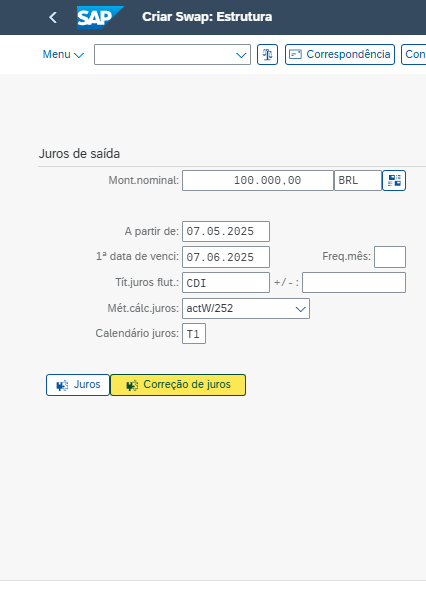 SAP Criar Swap: Estrutura
Menu Correspondência Con
Juros de saída
Mont.nominal: 100.000,00 BRL
A partir de: 07.05.2025
1ª data de venci: 07.06.2025 Freq.mês:
Tít.juros flut.: CDI +/-:
Mét.cálc.juros: actW/252
Calendário juros: T1
Juros Correção de juros